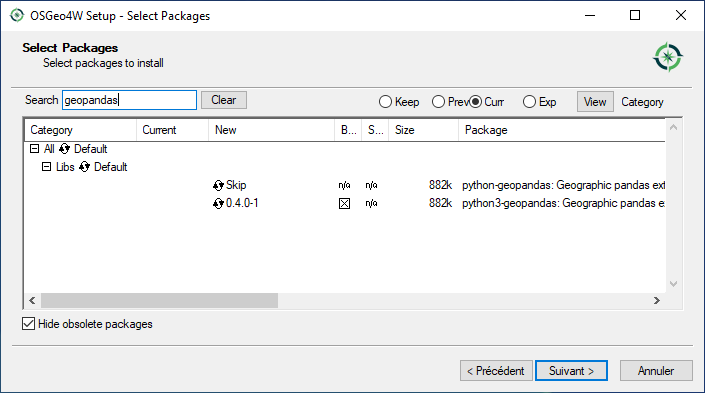 OSGeo4W Setup - Select Packages
Select Packages
Select packages to install
Search geopandas Clear Keep Prev Curr Exp View Category
Category Current New B... S... Size Package
All Default
Libs Default
Skip n/a n/a 882k python-geopandas: Geographic pandas ext
0.4.0-1 n/a 882k python3-geopandas: Geographic pandas e
Hide obsolete packages
< Précédent Suivant > Annuler